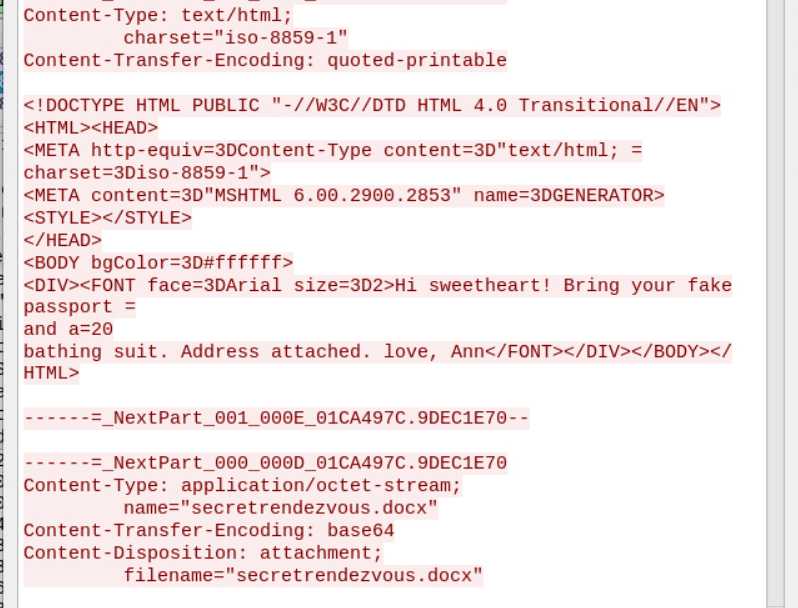 Content-Type: text/html;
charset="iso-8859-1"
Content-Transfer-Encoding: quoted-printable
<!DOCTYPE HTML PUBLIC "-//W3C//DTD HTML 4.0 Transitional//EN">
<HTML><HEAD>
<META http-equiv=3DContent-Type content=3D"text/html; =
charset=3Diso-8859-1">
<META content=3D"MSHTML 6.00.2900.2853" name=3DGENERATOR>
<STYLE></STYLE>
</HEAD>
<BODY bgColor=3D#ffffff>
<DIV><FONT face=3DArial size=3D2>Hi sweetheart! Bring your fake
passport =
and a=20
bathing suit. Address attached. love, Ann</FONT></DIV></BODY></
HTML>
------=_NextPart_001_000E_01CA497C.9DEC1E70--
------=_NextPart_000_000D_01CA497C.9DEC1E70
Content-Type: application/octet-stream;
name="secretrendezvous.docx"
Content-Transfer-Encoding: base64
Content-Disposition: attachment;
filename="secretrendezvous.docx"